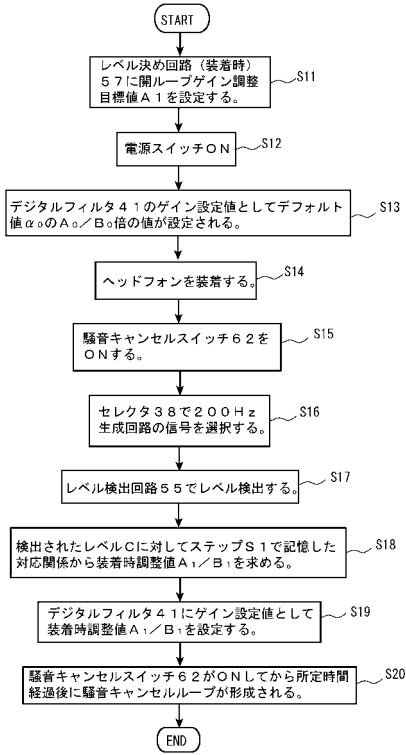 START
レベル決め回路（装着時）
５７に開ループゲイン調整
目標値Ａ１を設定する。
S11
電源スイッチＯＮ
S12
デジタルフィルタ４１のゲイン設定値としてデフォルト
値α₀のＡ₀／Ｂ₀倍の値が設定される。
S13
ヘッドフォンを装着する。
S14
騒音キャンセルスイッチ６２を
ＯＮする。
S15
セレクタ３８で２００Ｈｚ
生成回路の信号を選択する。
S16
レベル検出回路５５でレベル検出する。
S17
検出されたレベルＣに対してステップＳ１で記憶した
対応関係から装着時調整値Ａ₁／Ｂ₁を求める。
S18
デジタルフィルタ４１にゲイン設定値として
装着時調整値Ａ₁／Ｂ₁を設定する。
S19
騒音キャンセルスイッチ６２がＯＮしてから所定時間
経過後に騒音キャンセルループが形成される。
S20
END